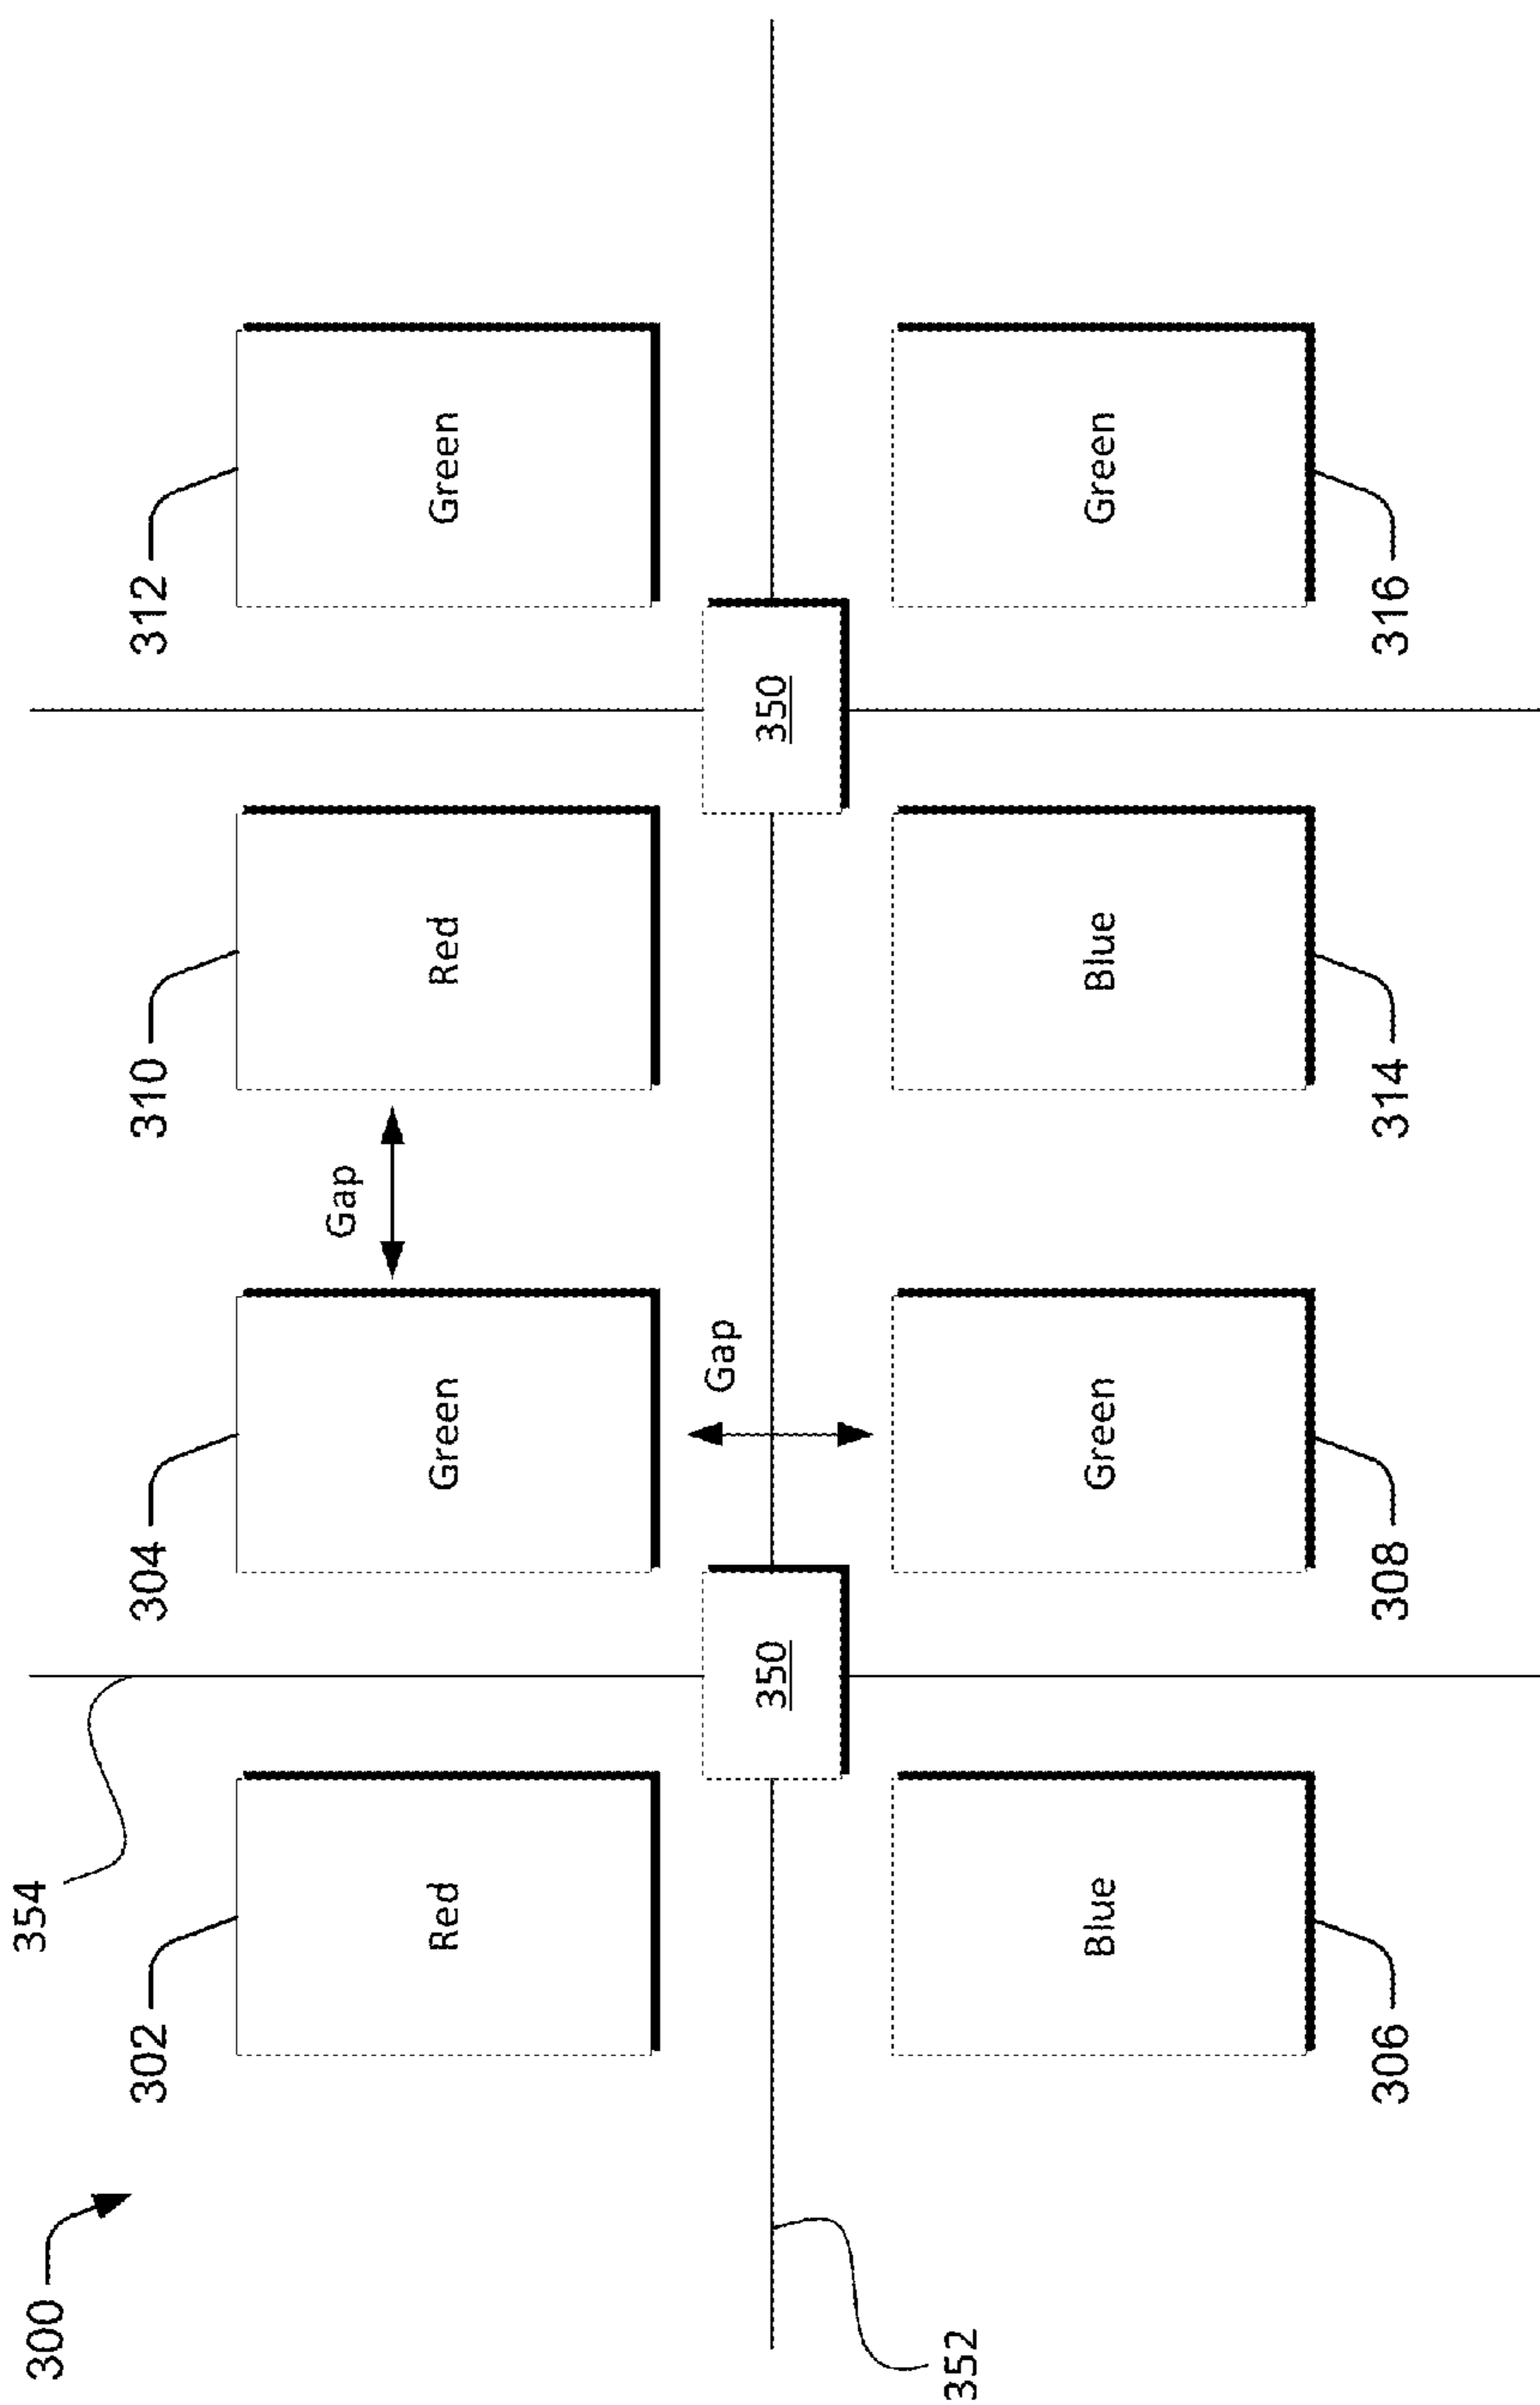 300
354
302 304 310 312
Gap
Red Green Red Green
Gap
350 350
352
Blue Green Blue Green
306 308 314 316